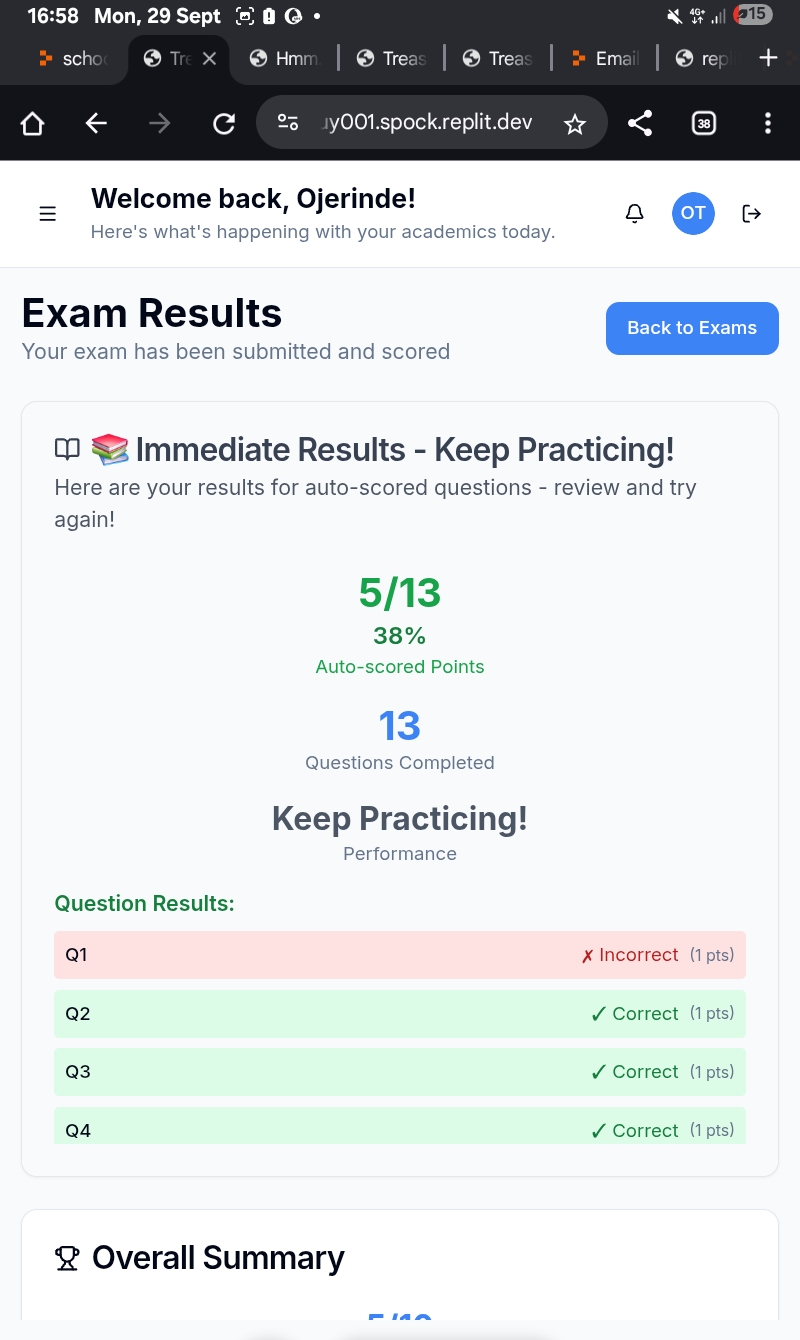 16:58 Mon, 29 Sept
4G+
15
schoo
Tre
Hmm
Treas
Treas
Email
repl
y001.spock.replit.dev
38
Welcome back, Ojerinde!
Here's what's happening with your academics today.
OT
Exam Results
Your exam has been submitted and scored
Back to Exams
Immediate Results - Keep Practicing!
Here are your results for auto-scored questions - review and try
again!
5/13
38%
Auto-scored Points
13
Questions Completed
Keep Practicing!
Performance
Question Results:
Q1 ✗ Incorrect (1 pts)
Q2 ✓ Correct (1 pts)
Q3 ✓ Correct (1 pts)
Q4 ✓ Correct (1 pts)
Overall Summary